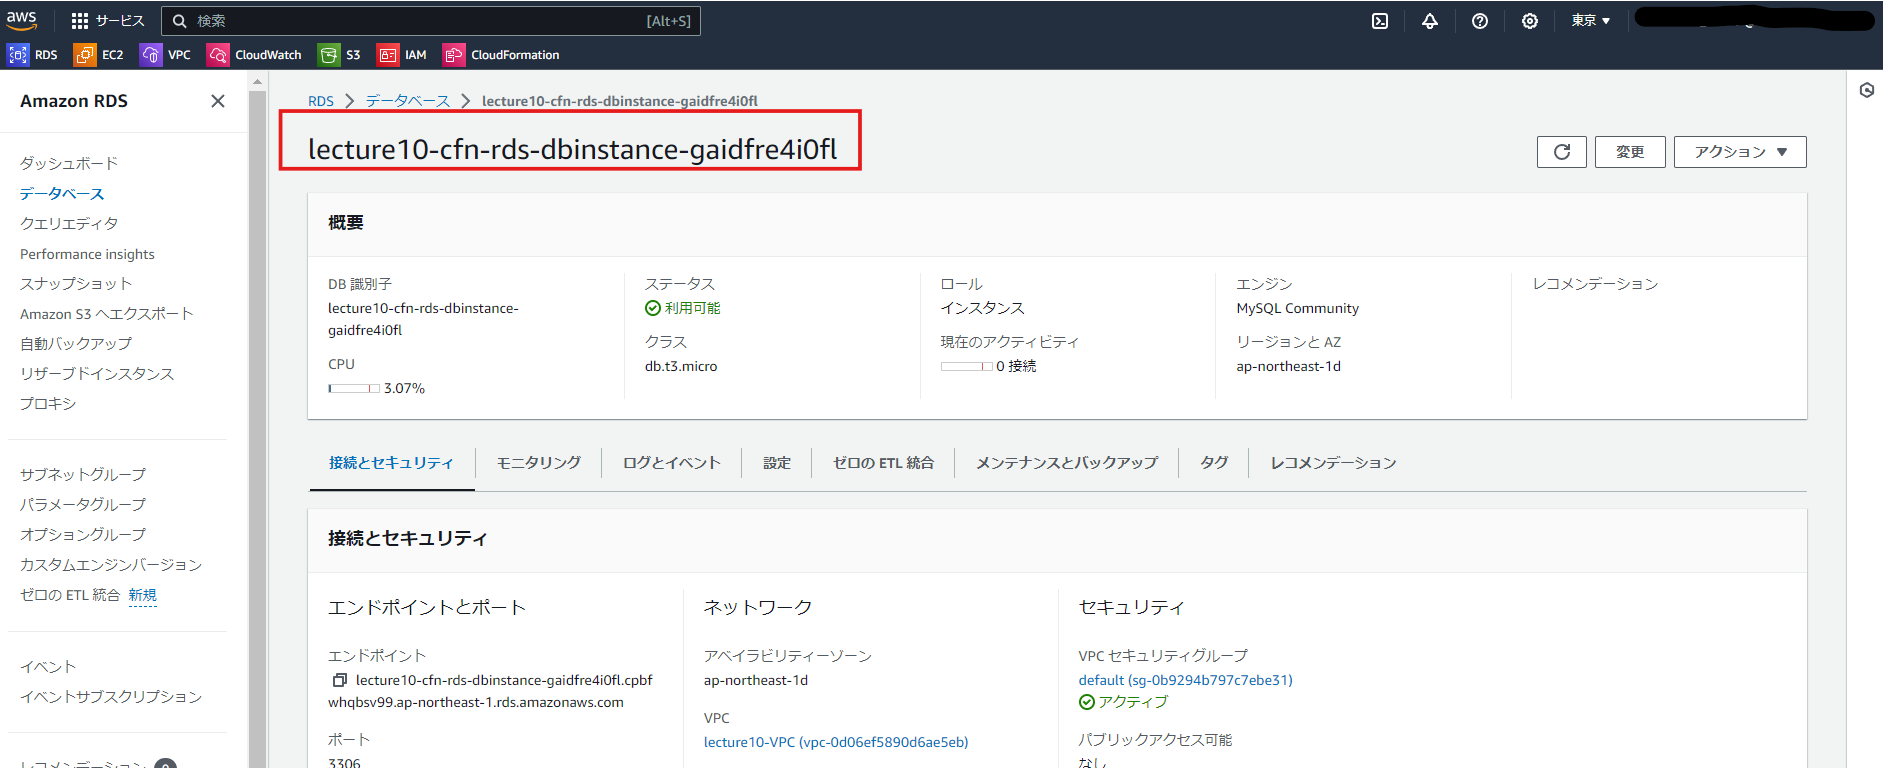 aws
サービス
検索
[Alt+S]
東京
RDS
EC2
VPC
CloudWatch
S3
IAM
CloudFormation
Amazon RDS
ダッシュボード
データベース
クエリエディタ
Performance insights
スナップショット
Amazon S3 へエクスポート
自動バックアップ
リザーブドインスタンス
プロキシ
サブネットグループ
パラメータグループ
オプショングループ
カスタムエンジンバージョン
ゼロの ETL 統合 新規
イベント
イベントサブスクリプション
レコメンデーション 0
RDS
データベース
lecture10-cfn-rds-dbinstance-gaidfre4i0fl
lecture10-cfn-rds-dbinstance-gaidfre4i0fl
変更
アクション
概要
DB 識別子
lecture10-cfn-rds-dbinstance-
gaidfre4i0fl
CPU
3.07%
ステータス
利用可能
クラス
db.t3.micro
ロール
インスタンス
現在のアクティビティ
0 接続
エンジン
MySQL Community
リージョンと AZ
ap-northeast-1d
レコメンデーション
接続とセキュリティ
モニタリング
ログとイベント
設定
ゼロの ETL 統合
メンテナンスとバックアップ
タグ
レコメンデーション
接続とセキュリティ
エンドポイントとポート
エンドポイント
lecture10-cfn-rds-dbinstance-gaidfre4i0fl.cpbf
whqbsv99.ap-northeast-1.rds.amazonaws.com
ポート
3306
ネットワーク
アベイラビリティーゾーン
ap-northeast-1d
VPC
lecture10-VPC (vpc-0d06ef5890d6ae5eb)
セキュリティ
VPC セキュリティグループ
default (sg-0b9294b797c7ebe31)
アクティブ
パブリックアクセス可能
なし